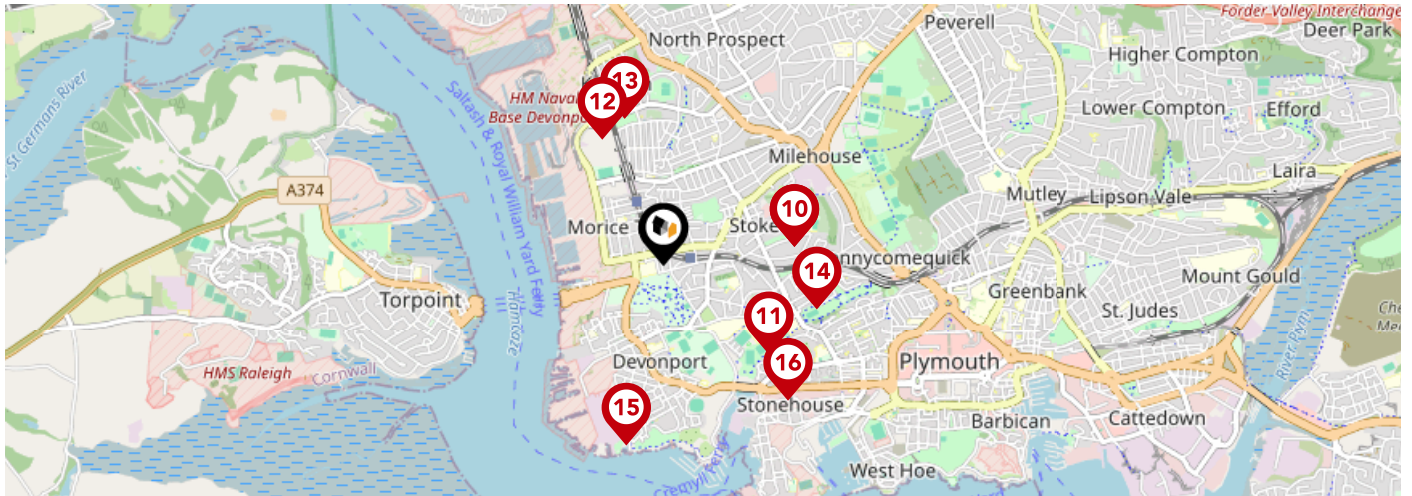 Forder Valley Interchange
Peverell
Deer Park
North Prospect
Higher Compton
St Germans River
Saltash & Royal William Yard Ferry
13
HM Naval
12
Base Devonport
Lower Compton
Efford
Milehouse
Laira
A374
Mutley
Lipson Vale
10
Morice
Stoke
nnycomequick
Mount Gould
14
Greenbank
Torpoint
Hamoaze
St. Judes
11
Devonport
16
Plymouth
HMS Raleigh
Cornwall
River Plym
15
Stonehouse
Barbican
Cattedown
West Hoe
Cremyll Ferry